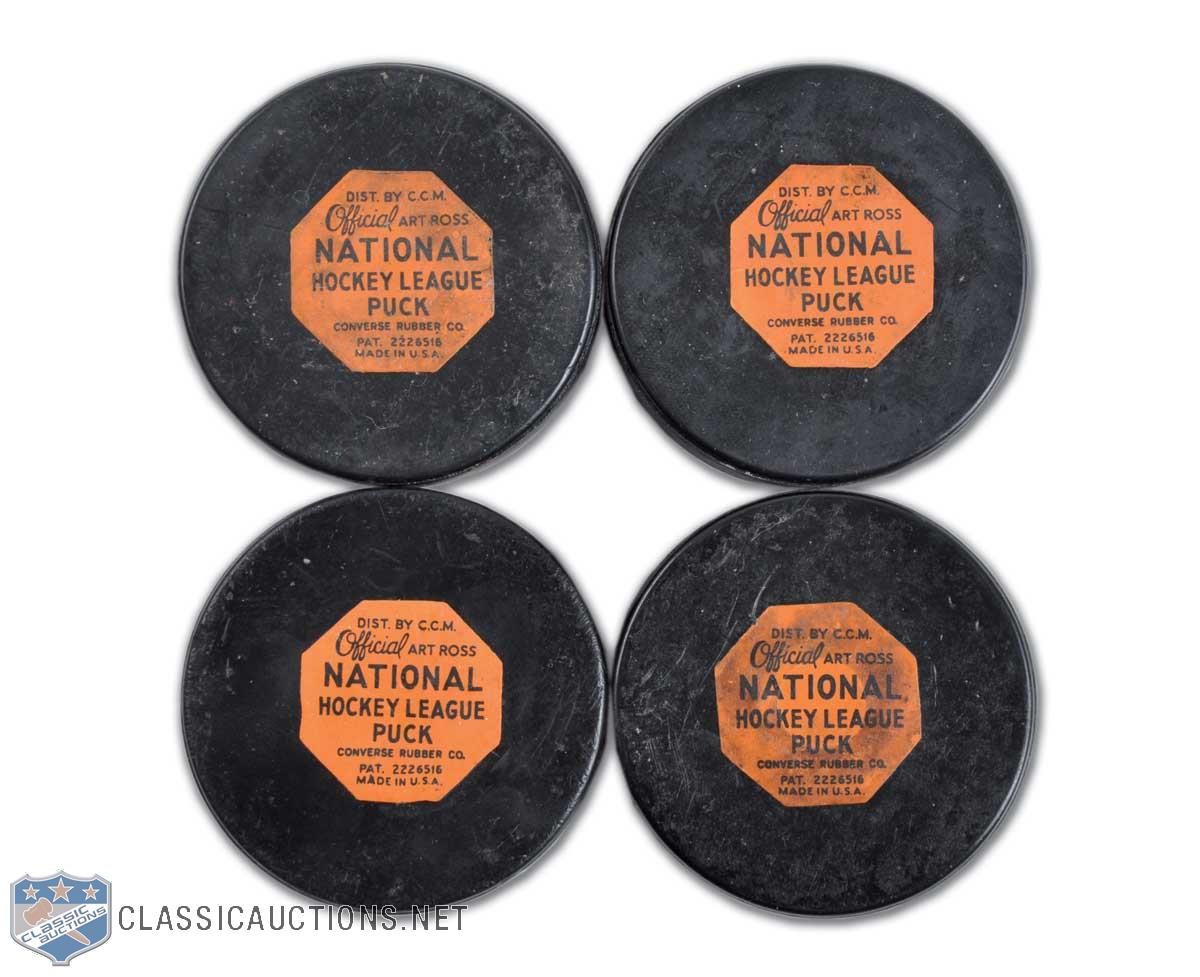 DIST. BY C.C.M.
Official ART ROSS
NATIONAL
HOCKEY LEAGUE
PUCK
CONVERSE RUBBER CO.
PAT. 2226516
MADE IN U.S.A.
DIST. BY C.C.M.
Official ART ROSS
NATIONAL
HOCKEY LEAGUE
PUCK
CONVERSE RUBBER CO.
PAT. 2226516
MADE IN U.S.A.
DIST. BY C.C.M.
Official ART ROSS
NATIONAL
HOCKEY LEAGUE
PUCK
CONVERSE RUBBER CO.
PAT. 2226516
MADE IN U.S.A.
DIST. BY C.C.M.
Official ART ROSS
NATIONAL
HOCKEY LEAGUE
PUCK
CONVERSE RUBBER CO.
PAT. 2226516
MADE IN U.S.A.
CLASSIC
AUCTIONS
CLASSICAUCTIONS.NET